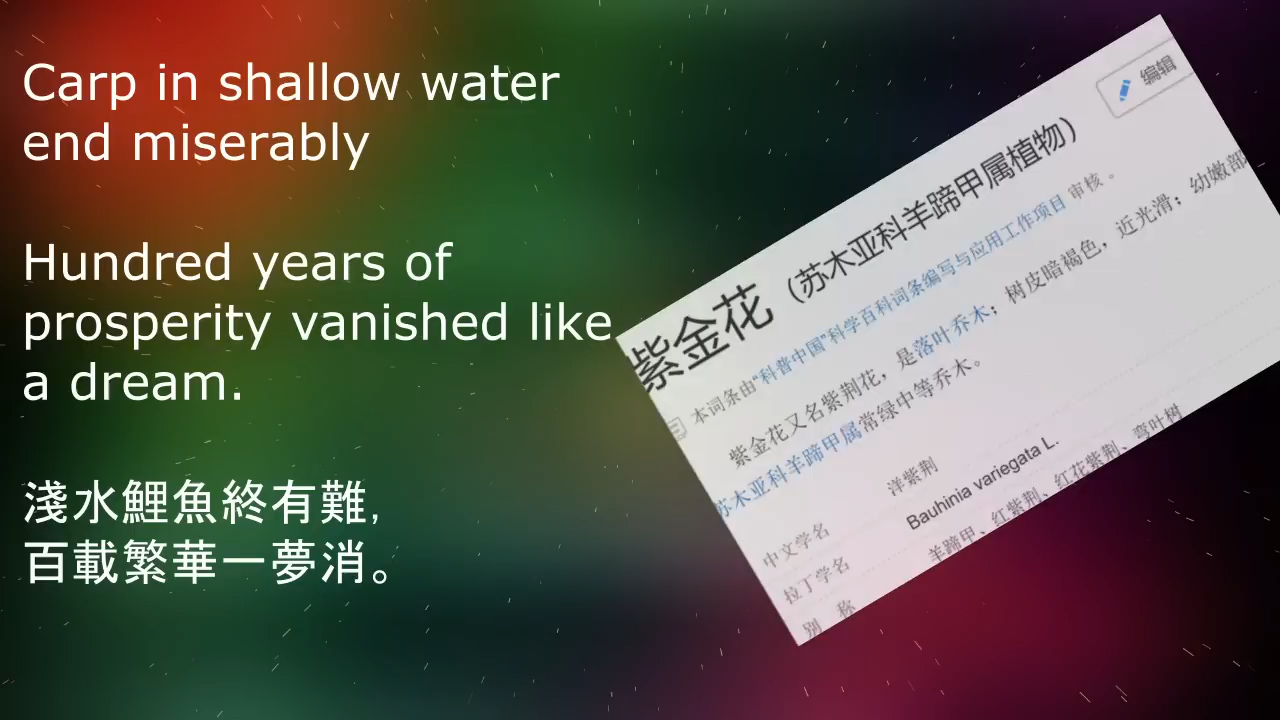 Carp in shallow water
end miserably
Hundred years of
prosperity vanished like
a dream.
淺水鯉魚終有難,
百載繁華一夢消。
编辑
紫金花（苏木亚科羊蹄甲属植物）
本词条由“科普中国”科学百科词条编写与应用工作项目 审核 。
紫金花又名紫荆花，是落叶乔木；树皮暗褐色，近光滑；幼嫩部
苏木亚科羊蹄甲属常绿中等乔木。
中文学名 洋紫荆
拉丁学名 Bauhinia variegata L.
别 称 羊蹄甲、红紫荆、红花紫荆、弯叶树